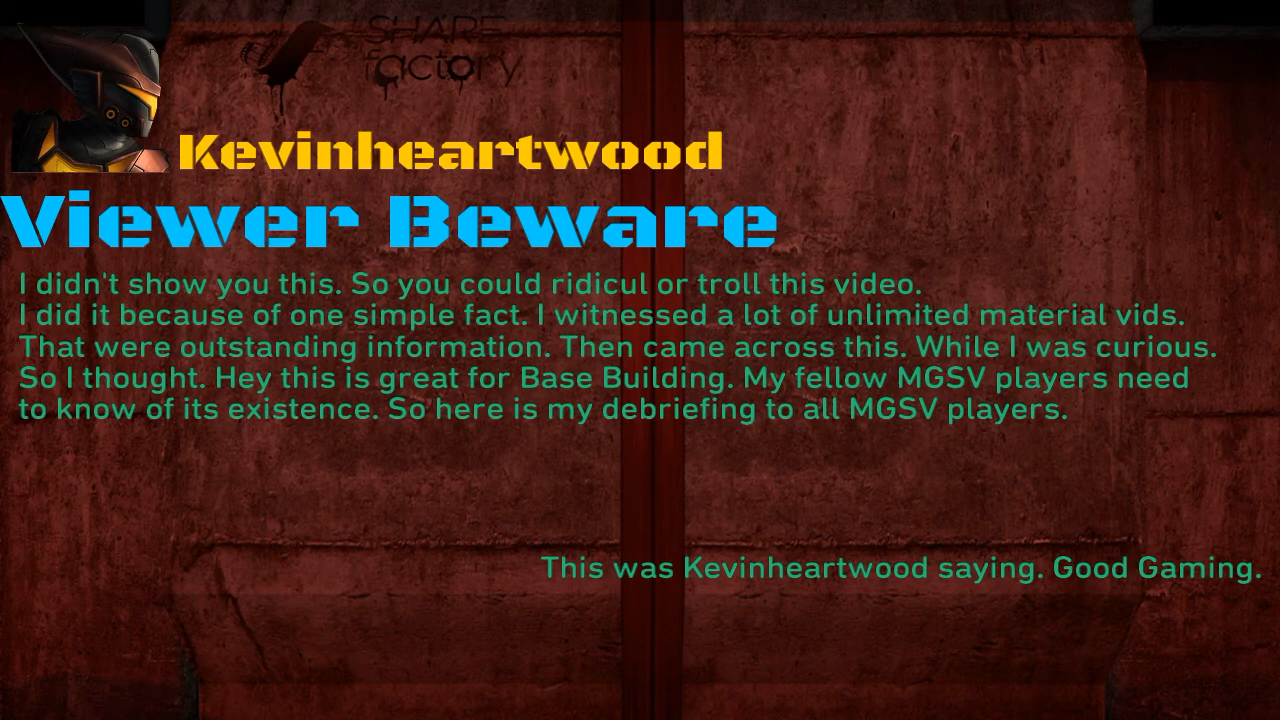 SHARE
factory
Kevinheartwood
Viewer Beware
I didn't show you this. So you could ridicul or troll this video.
I did it because of one simple fact. I witnessed a lot of unlimited material vids.
That were outstanding information. Then came across this. While I was curious.
So I thought. Hey this is great for Base Building. My fellow MGSV players need
to know of its existence. So here is my debriefing to all MGSV players.
This was Kevinheartwood saying. Good Gaming.